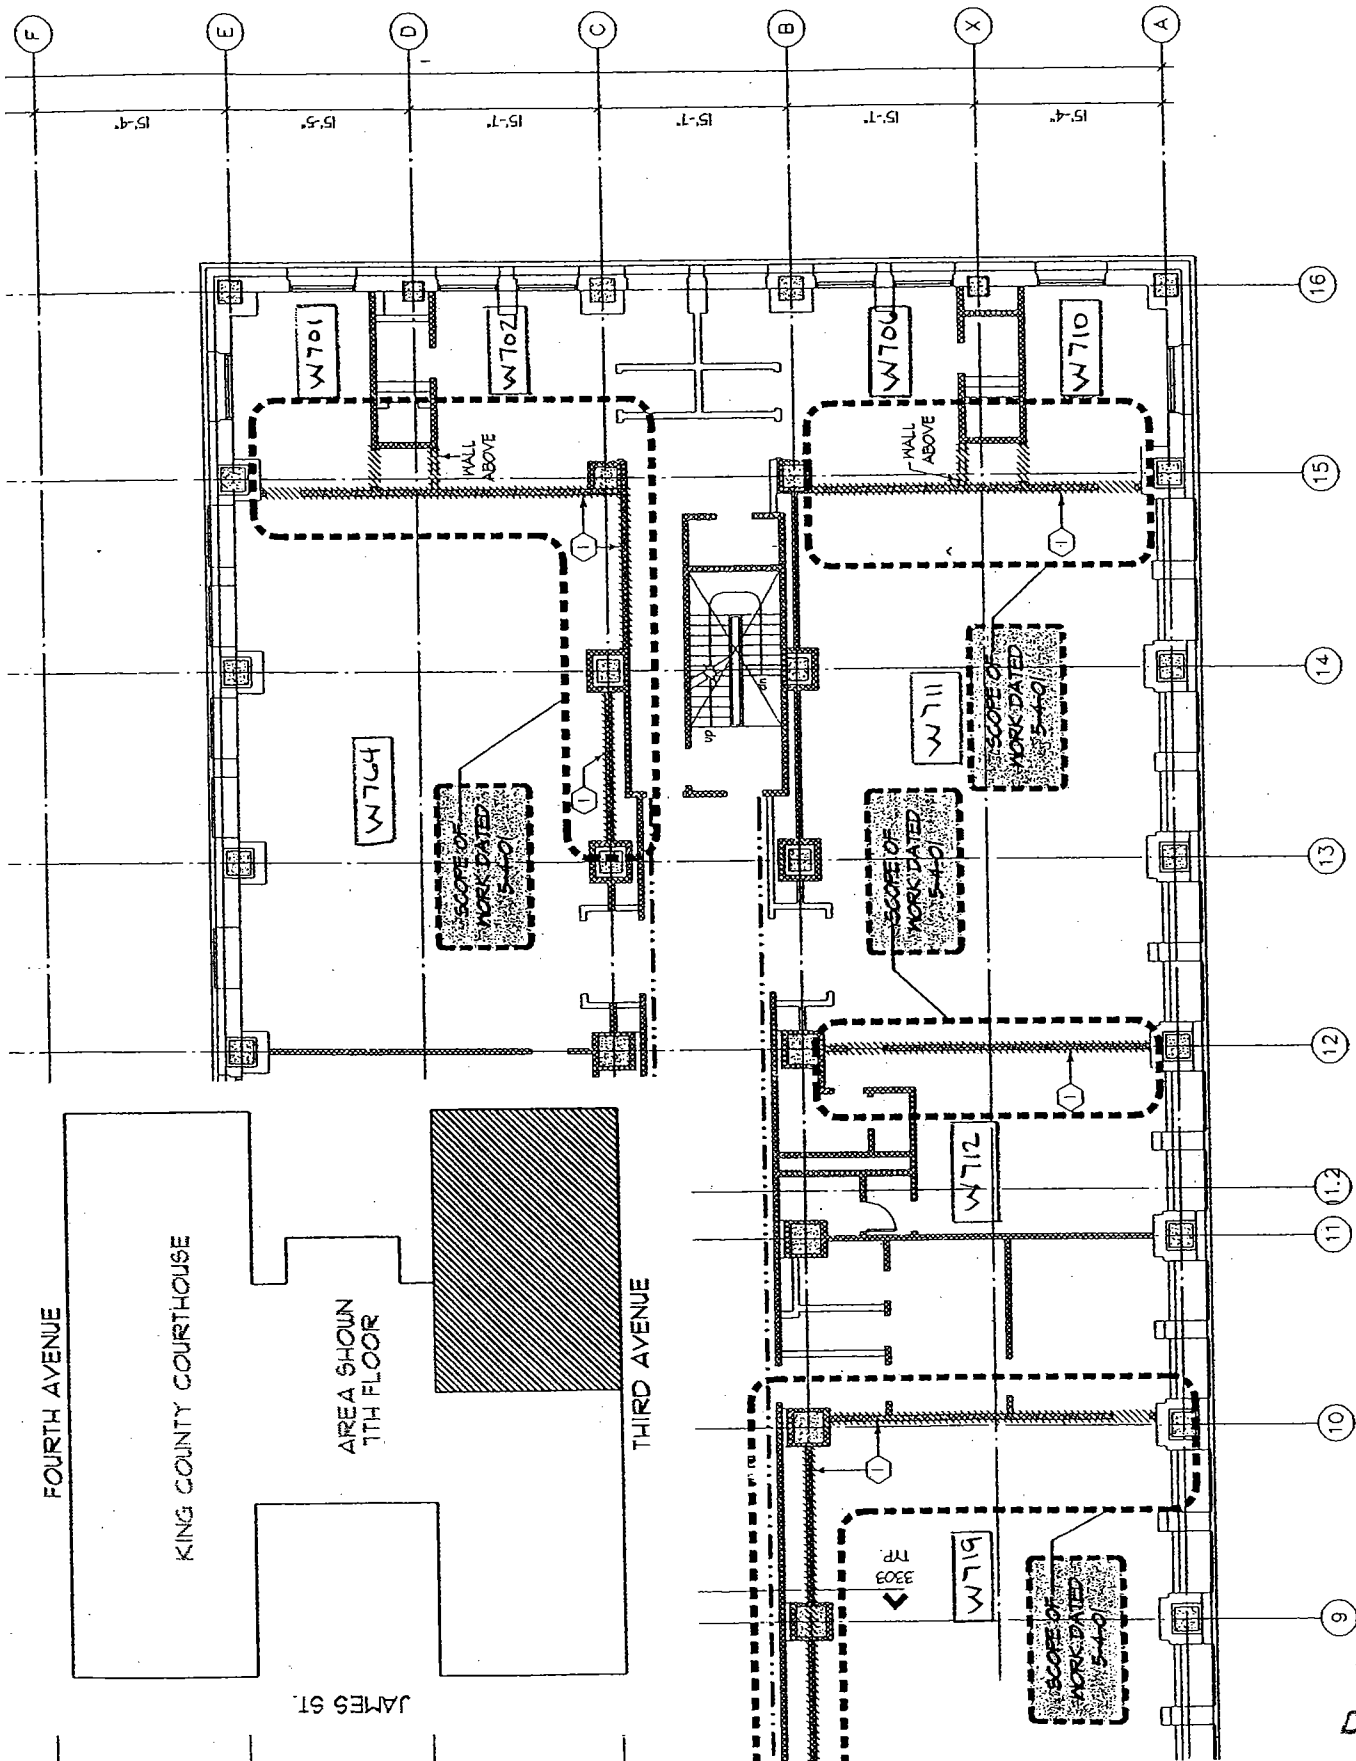 F
E
D
C
B
X
A
15'-4"
15'-5"
15'-7"
15'-7"
15'-7"
15'-4"
16
15
14
13
12
11.2
11
10
9
W701
W702
W706
W710
WALL
ABOVE
WALL
ABOVE
1
1
1
up
dn
W764
SCOPE OF
WORK DATED
5-4-01
W711
SCOPE OF
WORK DATED
5-4-01
SCOPE OF
WORK DATED
5-4-01
1
W712
1
W719
3303
TYP.
SCOPE OF
WORK DATED
5-4-01
FOURTH AVENUE
KING COUNTY COURTHOUSE
AREA SHOWN
7TH FLOOR
THIRD AVENUE
JAMES ST.